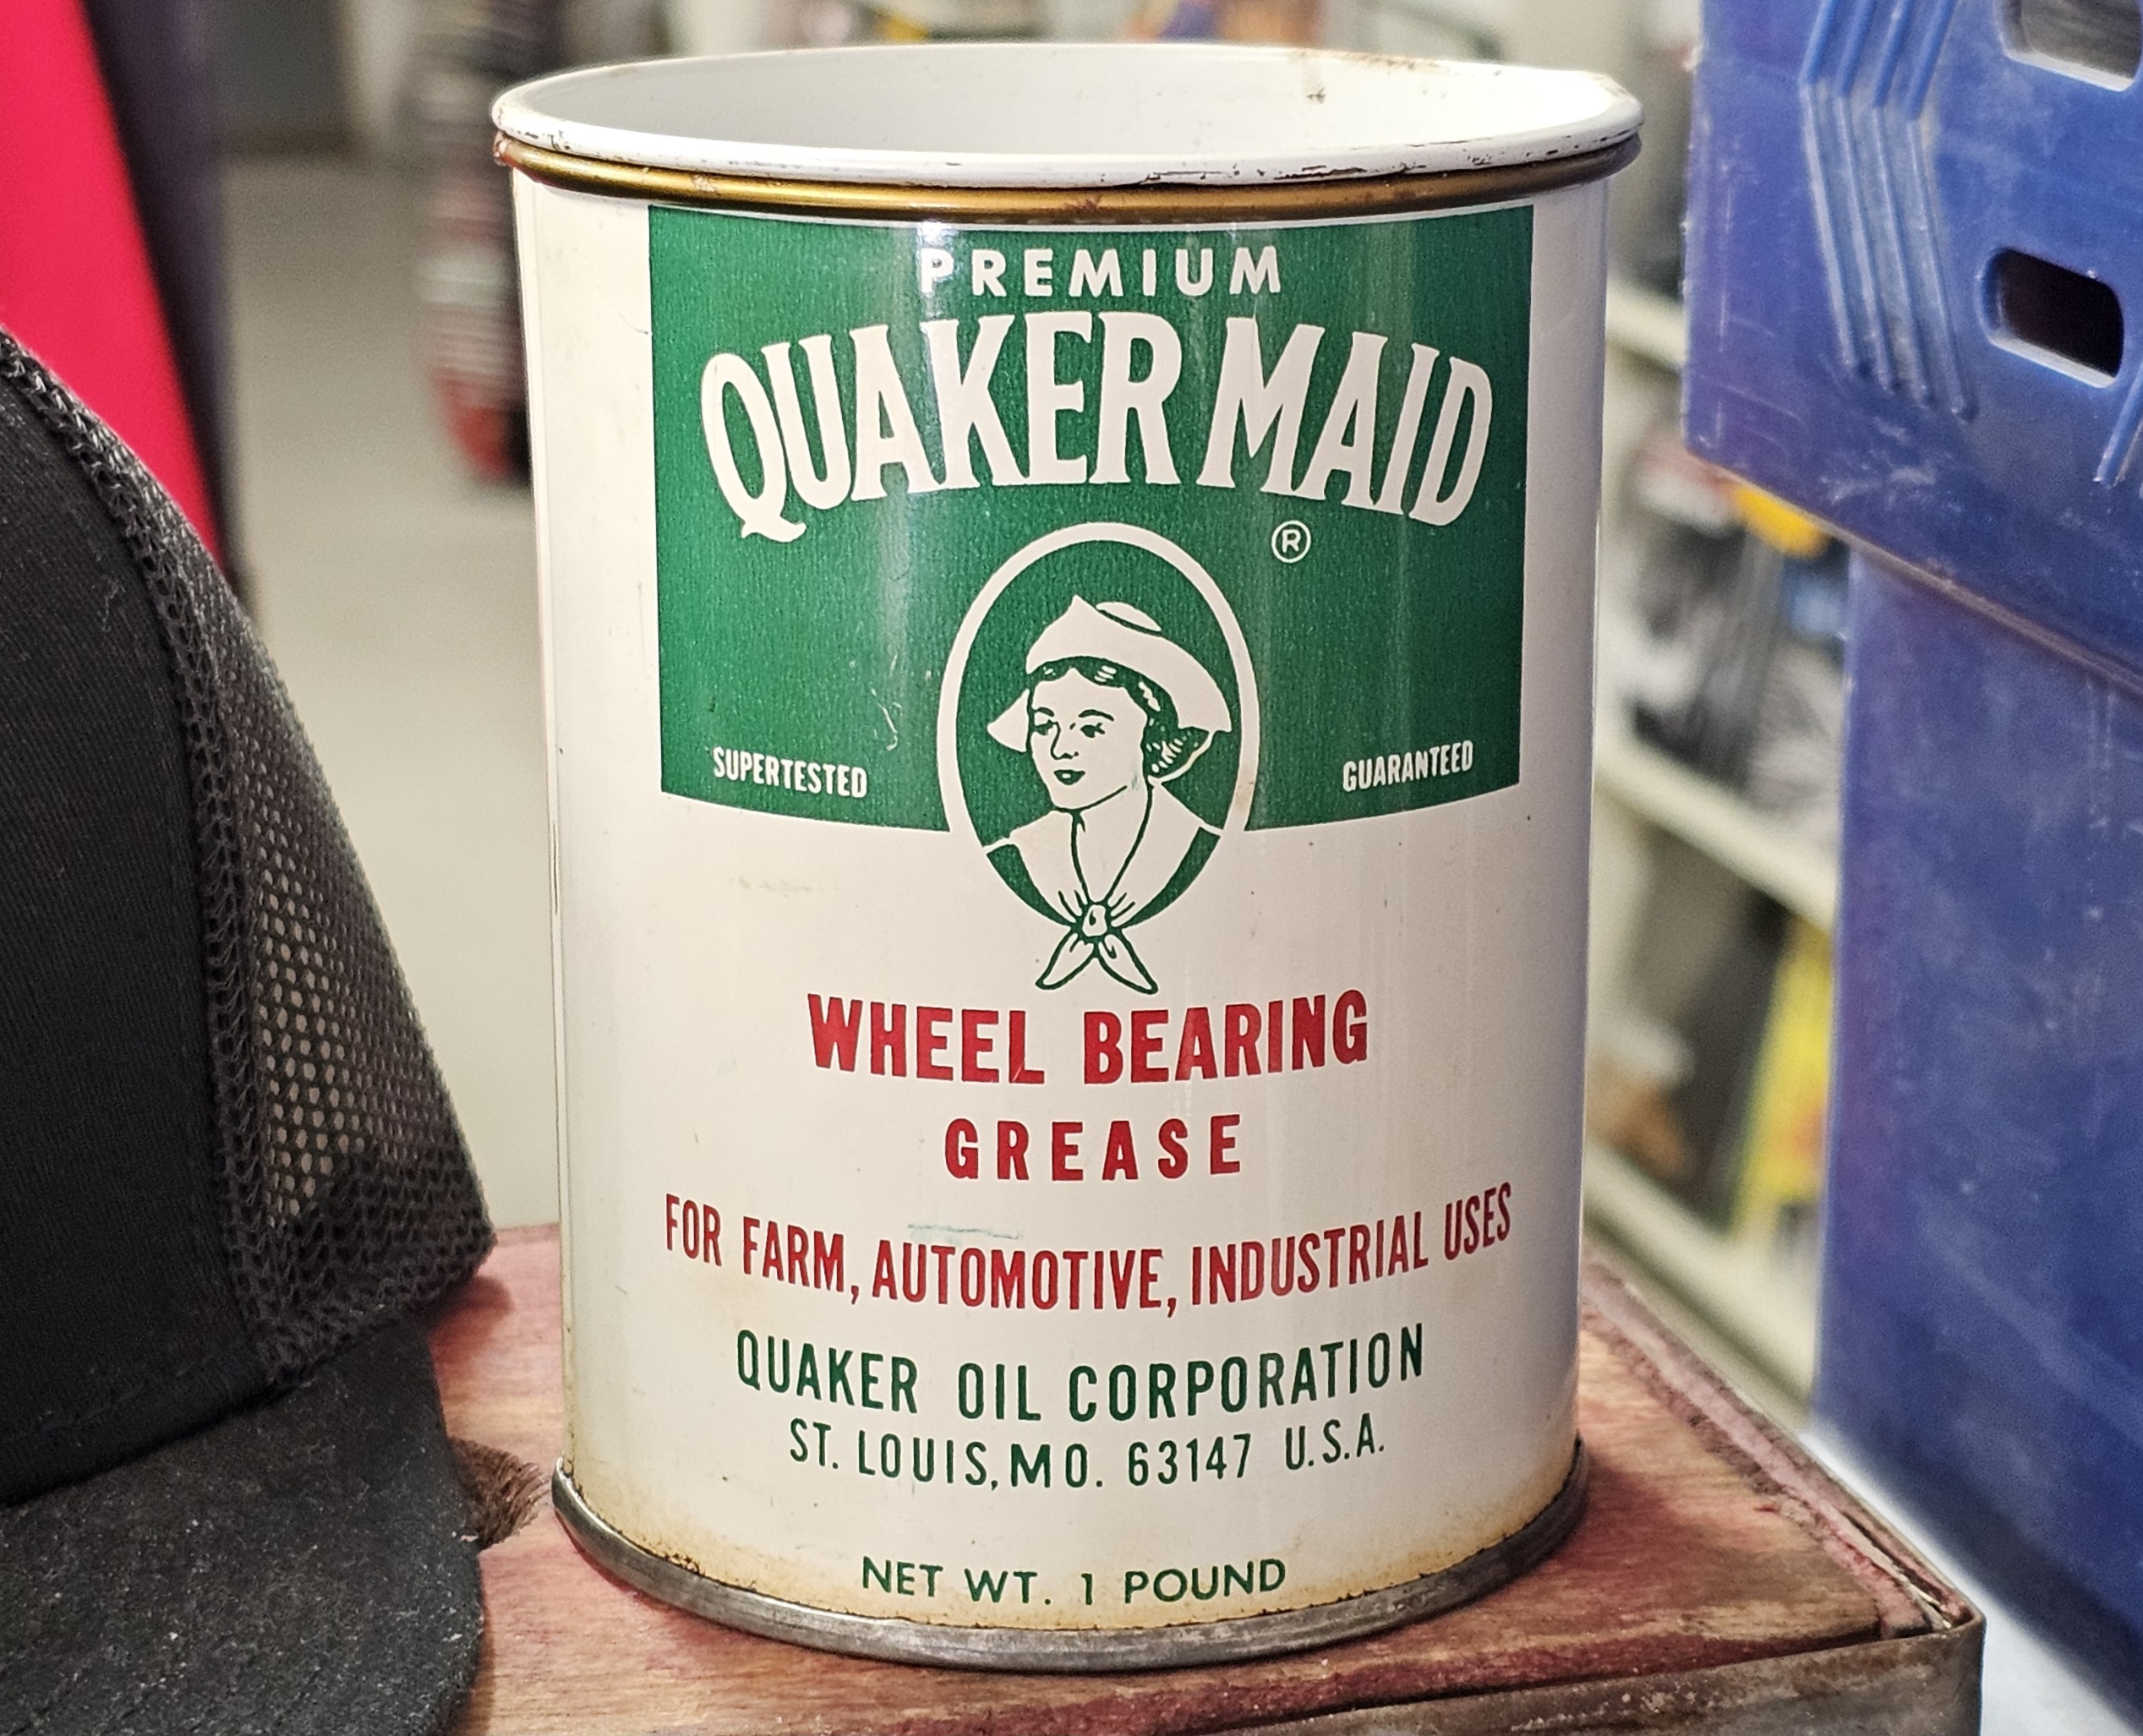 PREMIUM
QUAKER MAID
®
SUPERTESTED GUARANTEED
WHEEL BEARING
GREASE
FOR FARM, AUTOMOTIVE, INDUSTRIAL USES
QUAKER OIL CORPORATION
ST. LOUIS, MO. 63147 U.S.A.
NET WT. 1 POUND